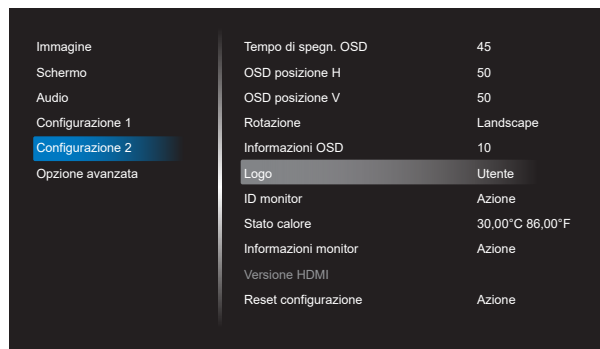 Immagine
Schermo
Audio
Configurazione 1
Configurazione 2
Opzione avanzata
Tempo di spegn. OSD 45
OSD posizione H 50
OSD posizione V 50
Rotazione Landscape
Informazioni OSD 10
Logo Utente
ID monitor Azione
Stato calore 30,00°C 86,00°F
Informazioni monitor Azione
Versione HDMI
Reset configurazione Azione